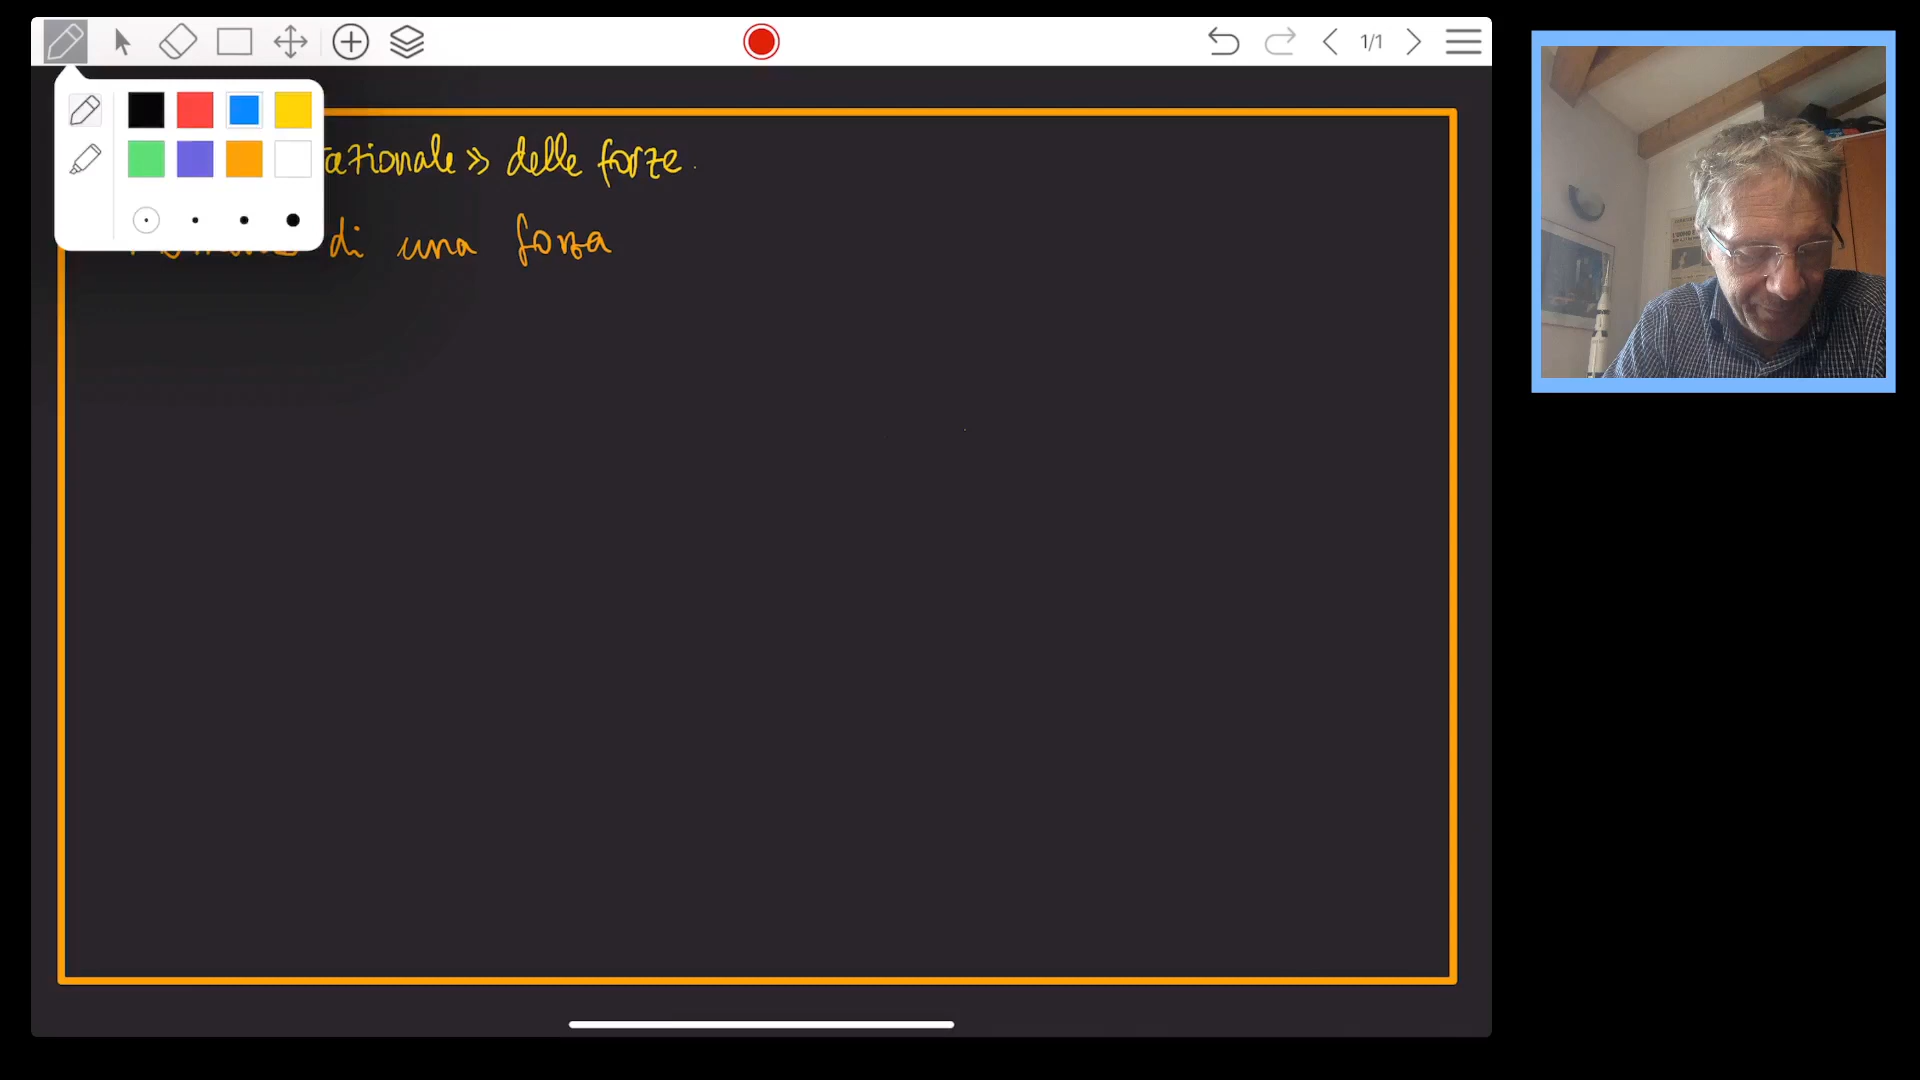 1/1
azionale» delle forze.
di una forza